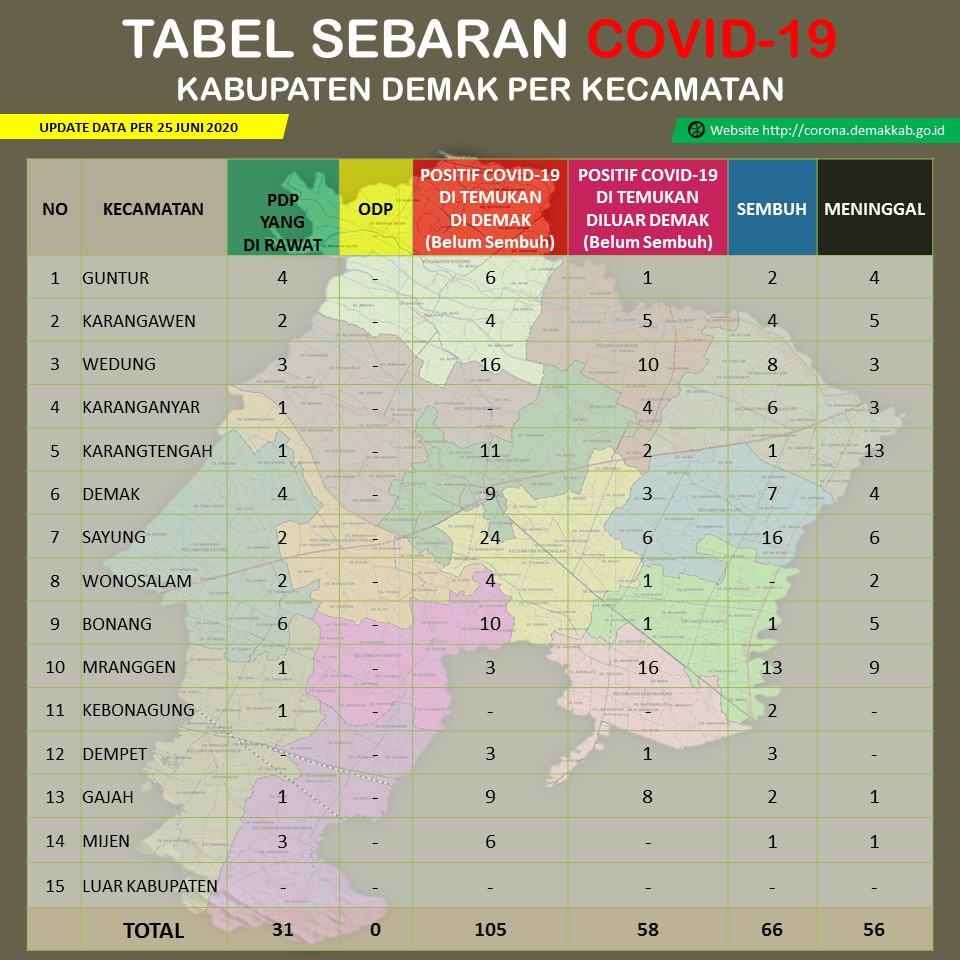 TABEL SEBARAN COVID-19
KABUPATEN DEMAK PER KECAMATAN
UPDATE DATA PER 25 JUNI 2020
Website http://corona.demakkab.go.id
NO KECAMATAN PDP YANG DI RAWAT ODP POSITIF COVID-19 DI TEMUKAN DI DEMAK (Belum Sembuh) POSITIF COVID-19 DI TEMUKAN DILUAR DEMAK (Belum Sembuh) SEMBUH MENINGGAL
1 GUNTUR 4 - 6 1 2 4
2 KARANGAWEN 2 - 4 5 4 5
3 WEDUNG 3 - 16 10 8 3
4 KARANGANYAR 1 - - 4 6 3
5 KARANGTENGAH 1 - 11 2 1 13
6 DEMAK 4 - 9 3 7 4
7 SAYUNG 2 - 24 6 16 6
8 WONOSALAM 2 - 4 1 - 2
9 BONANG 6 - 10 1 1 5
10 MRANGGEN 1 - 3 16 13 9
11 KEBONAGUNG 1 - - - 2 -
12 DEMPET - - 3 1 3 -
13 GAJAH 1 - 9 8 2 1
14 MIJEN 3 - 6 - 1 1
15 LUAR KABUPATEN - - - - - -
TOTAL 31 0 105 58 66 56